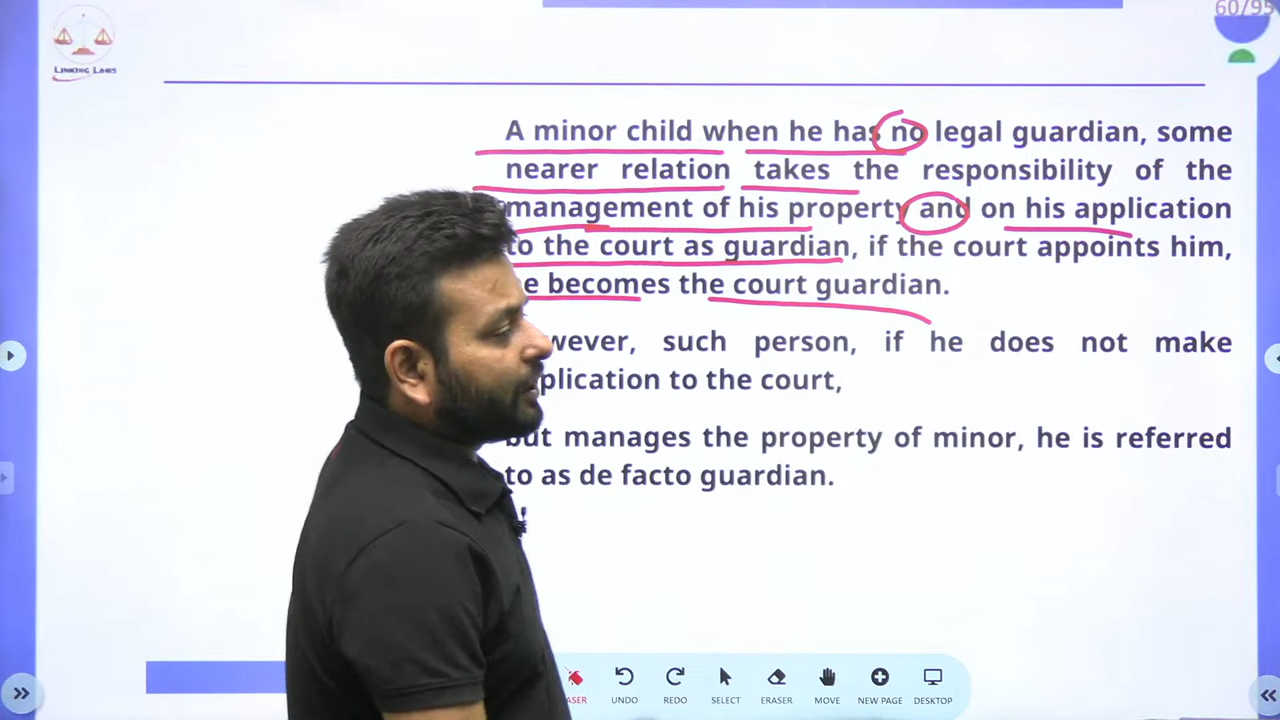 60/95
LINKING LAWS
A minor child when he has no legal guardian, some
nearer relation takes the responsibility of the
management of his property and on his application
to the court as guardian, if the court appoints him,
becomes the court guardian.
such person, if he does not make
to the court,
but manages the property of minor, he is referred
to as de facto guardian.
UNDO REDO SELECT ERASER MOVE NEW PAGE DESKTOP